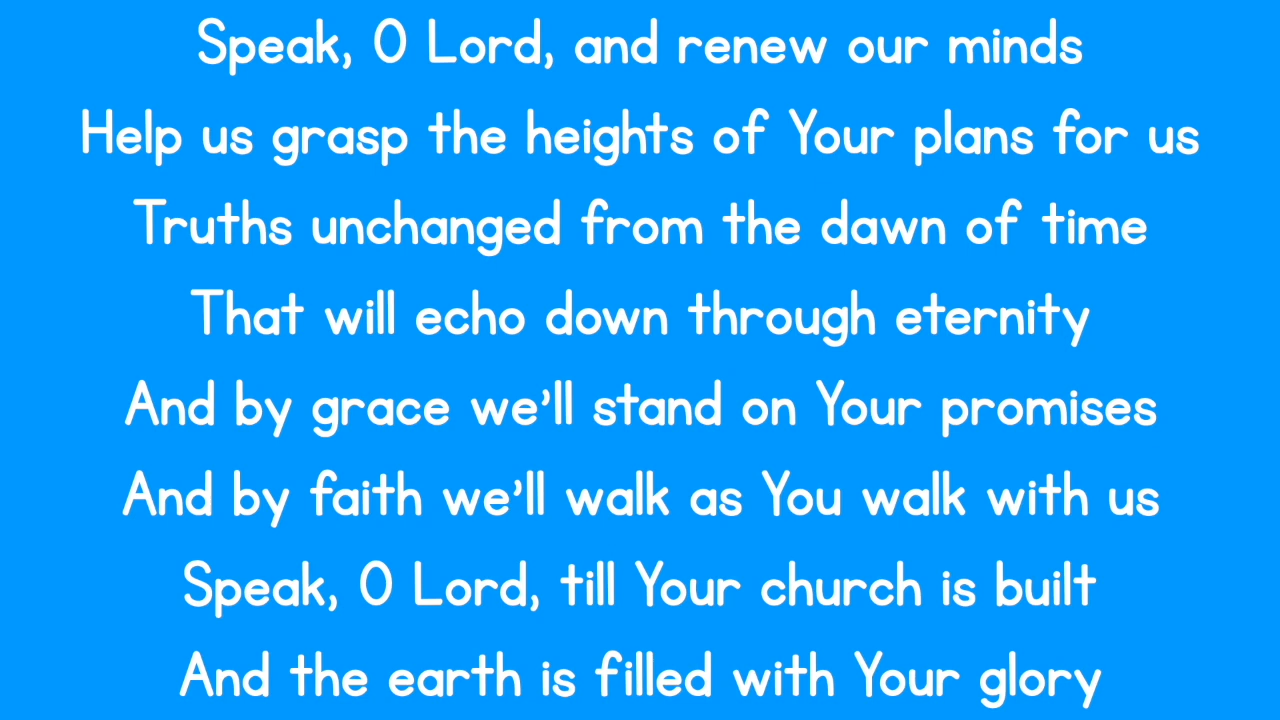 Speak, O Lord, and renew our minds
Help us grasp the heights of Your plans for us
Truths unchanged from the dawn of time
That will echo down through eternity
And by grace we'll stand on Your promises
And by faith we'll walk as You walk with us
Speak, O Lord, till Your church is built
And the earth is filled with Your glory